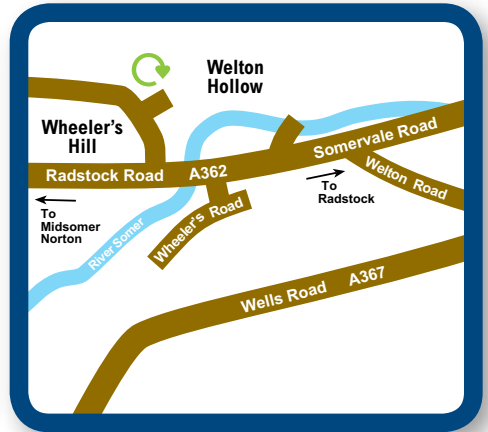 Welton
Hollow
Wheeler's
Hill
Somervale Road
Radstock Road A362
Welton Road
To
Radstock
To
Midsomer
Norton
Wheeler's Road
River Somer
Wells Road A367